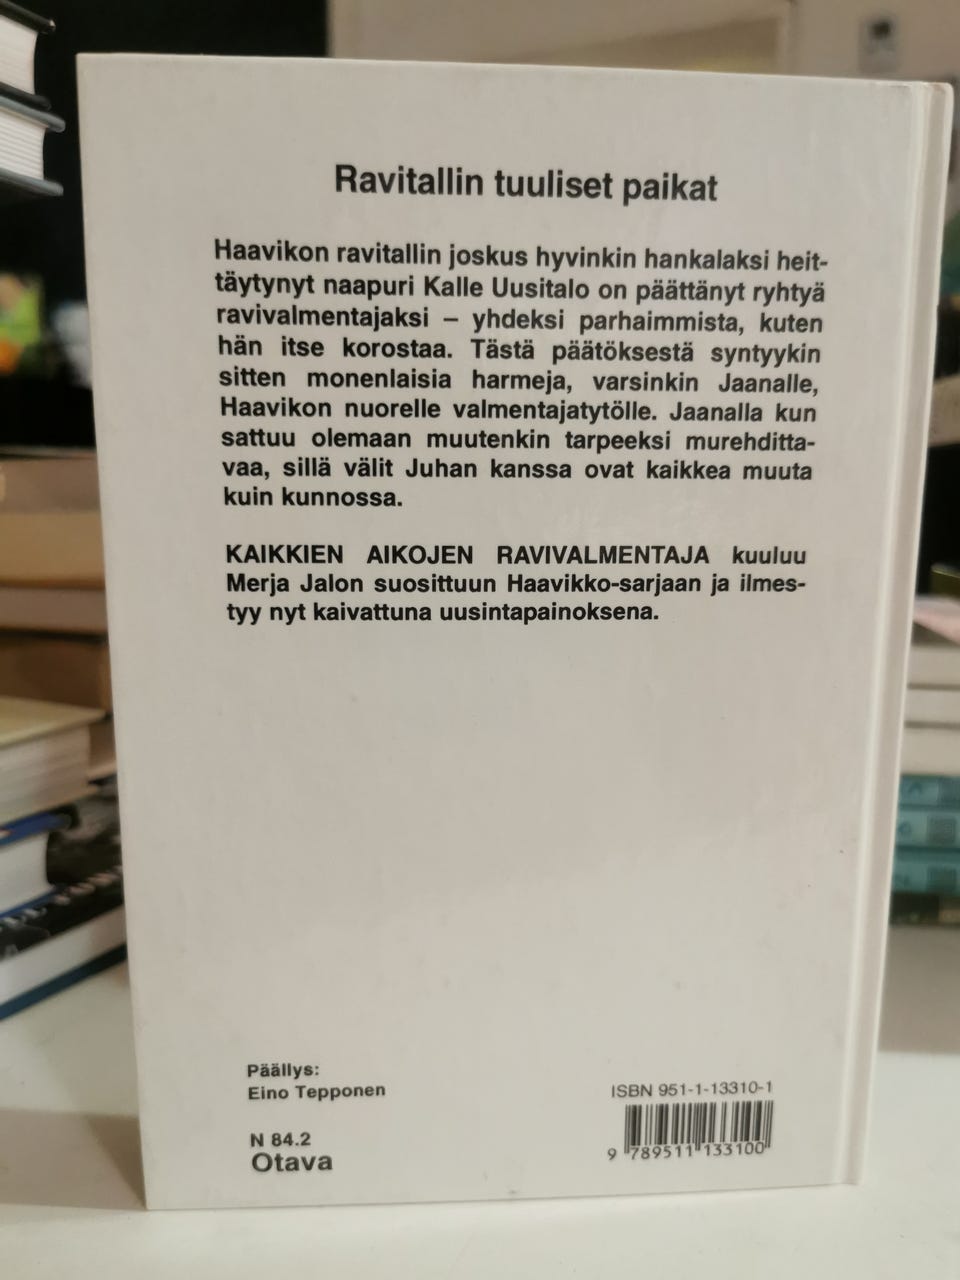 Ravitallin tuuliset paikat
Haavikon ravitallin joskus hyvinkin hankalaksi heit-
täytynyt naapuri Kalle Uusitalo on päättänyt ryhtyä
ravivalmentajaksi – yhdeksi parhaimmista, kuten
hän itse korostaa. Tästä päätöksestä syntyykin
sitten monenlaisia harmeja, varsinkin Jaanalle,
Haavikon nuorelle valmentajatytölle. Jaanalla kun
sattuu olemaan muutenkin tarpeeksi murehditta-
vaa, sillä välit Juhan kanssa ovat kaikkea muuta
kuin kunnossa.
KAIKKIEN AIKOJEN RAVIVALMENTAJA kuuluu
Merja Jalon suosittuun Haavikko-sarjaan ja ilmes-
tyy nyt kaivattuna uusintapainoksena.
Päällys:
Eino Tepponen
N 84.2
Otava
ISBN 951-1-13310-1
9 789511 133100